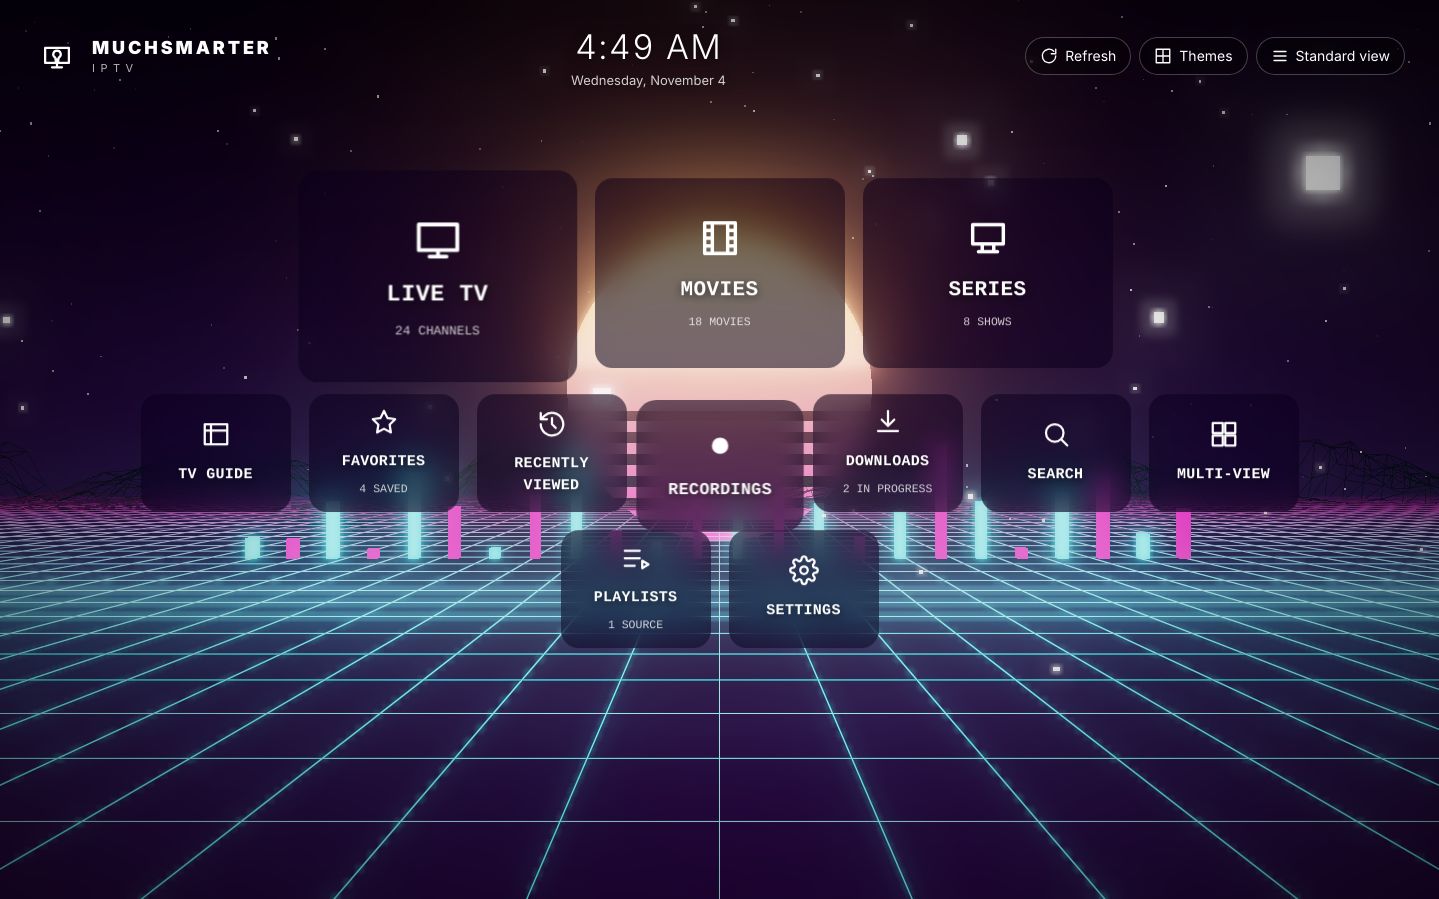 MUCHSMARTER
IPTV
4:49 AM
Wednesday, November 4
Refresh
Themes
Standard view
LIVE TV
24 CHANNELS
MOVIES
18 MOVIES
SERIES
8 SHOWS
TV GUIDE
FAVORITES
4 SAVED
RECENTLY
VIEWED
RECORDINGS
DOWNLOADS
2 IN PROGRESS
SEARCH
MULTI-VIEW
PLAYLISTS
1 SOURCE
SETTINGS